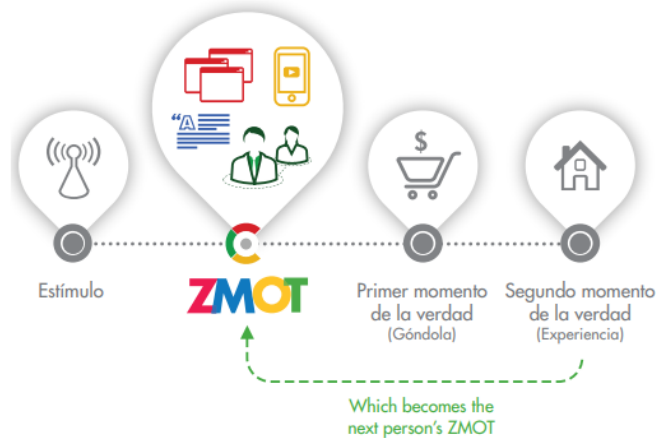 “A
$
Estímulo
ZMOT
Primer momento
de la verdad
(Góndola)
Segundo momento
de la verdad
(Experiencia)
Which becomes the
next person's ZMOT